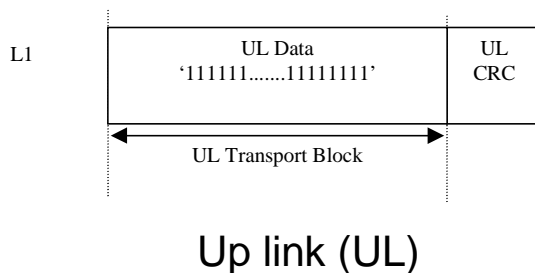 L1
UL Data
‘111111.......11111111’
UL
CRC
UL Transport Block
Up link (UL)